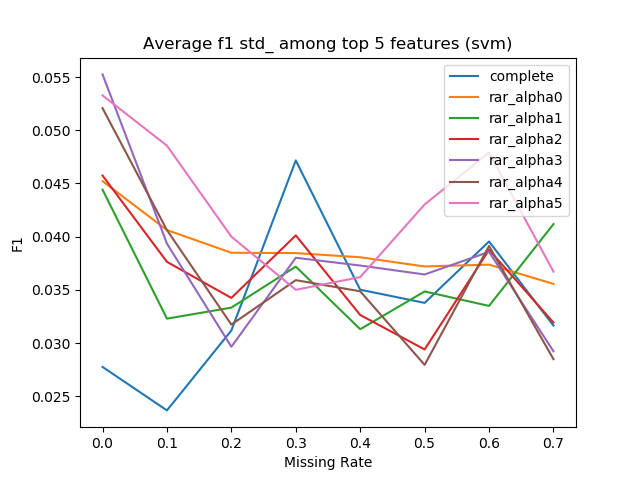 Average f1 std_ among top 5 features (svm)
complete
rar_alpha0
rar_alpha1
rar_alpha2
rar_alpha3
rar_alpha4
rar_alpha5
0.055
0.050
0.045
0.040
0.035
0.030
0.025
F1
0.0 0.1 0.2 0.3 0.4 0.5 0.6 0.7
Missing Rate